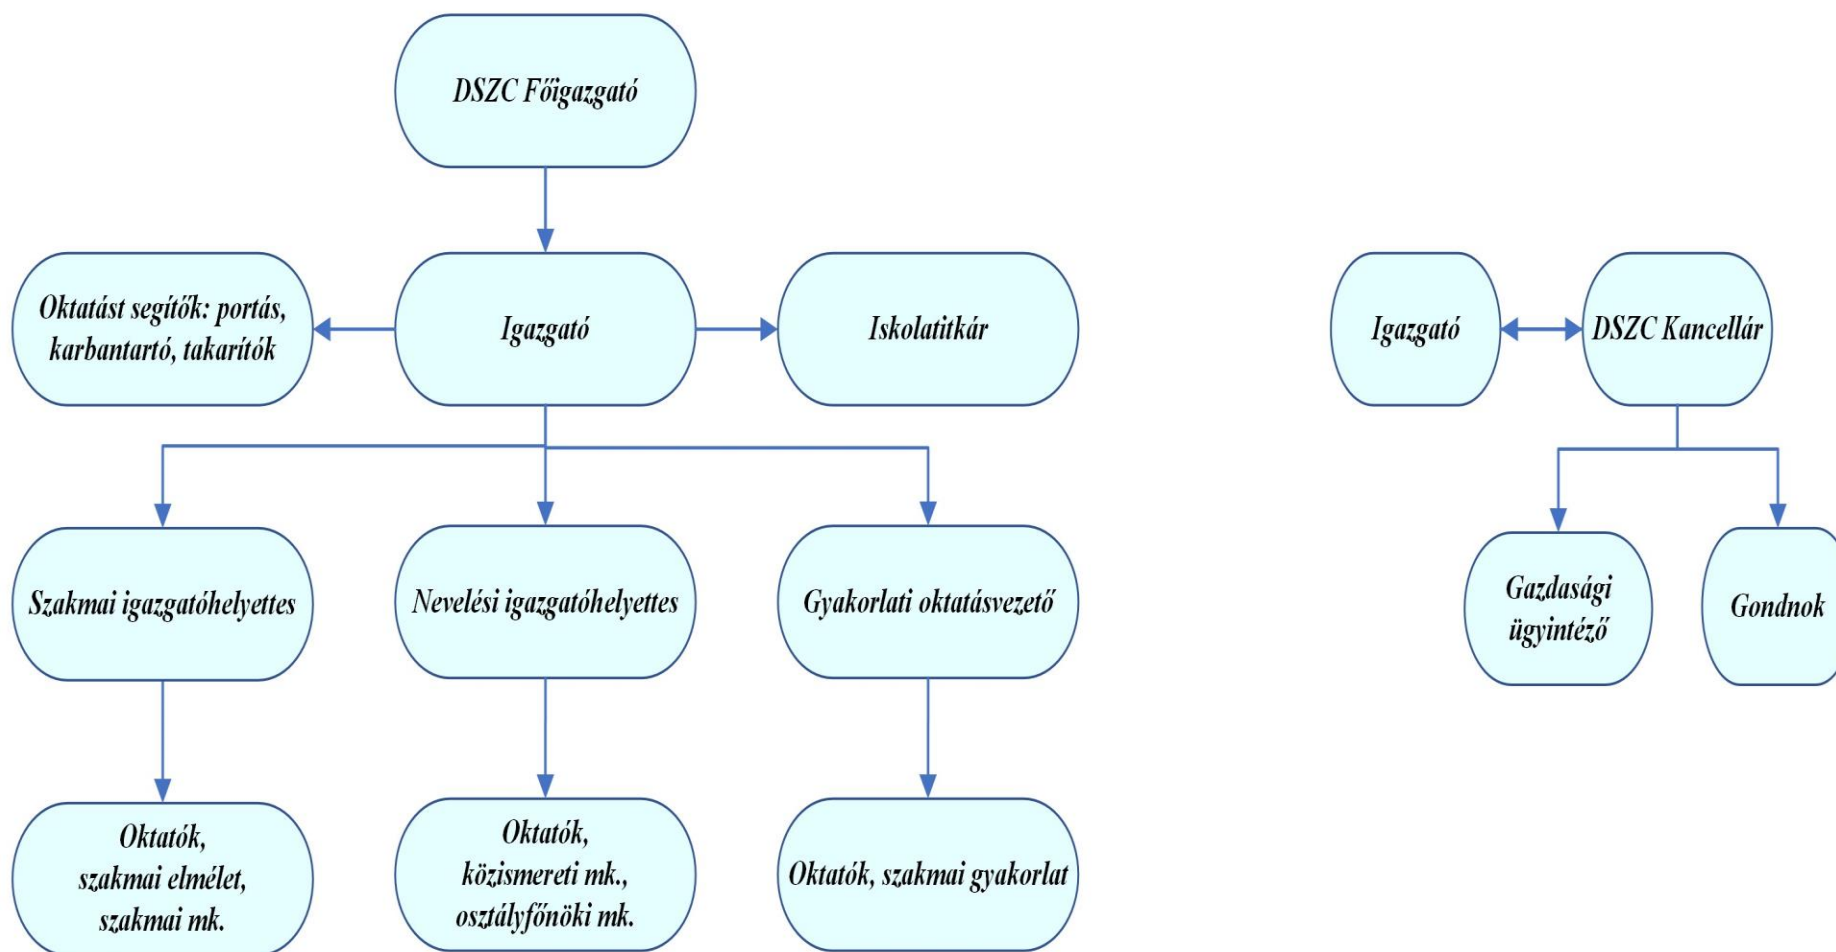 DSZC Főigazgató
Oktatást segítők: portás,
karbantartó, takarítók
Igazgató
Iskolatitkár
Igazgató
DSZC Kancellár
Szakmai igazgatóhelyettes
Nevelési igazgatóhelyettes
Gyakorlati oktatásvezető
Gazdasági
ügyintéző
Gondnok
Oktatók,
szakmai elmélet,
szakmai mk.
Oktatók,
közismereti mk.,
osztályfőnöki mk.
Oktatók, szakmai gyakorlat